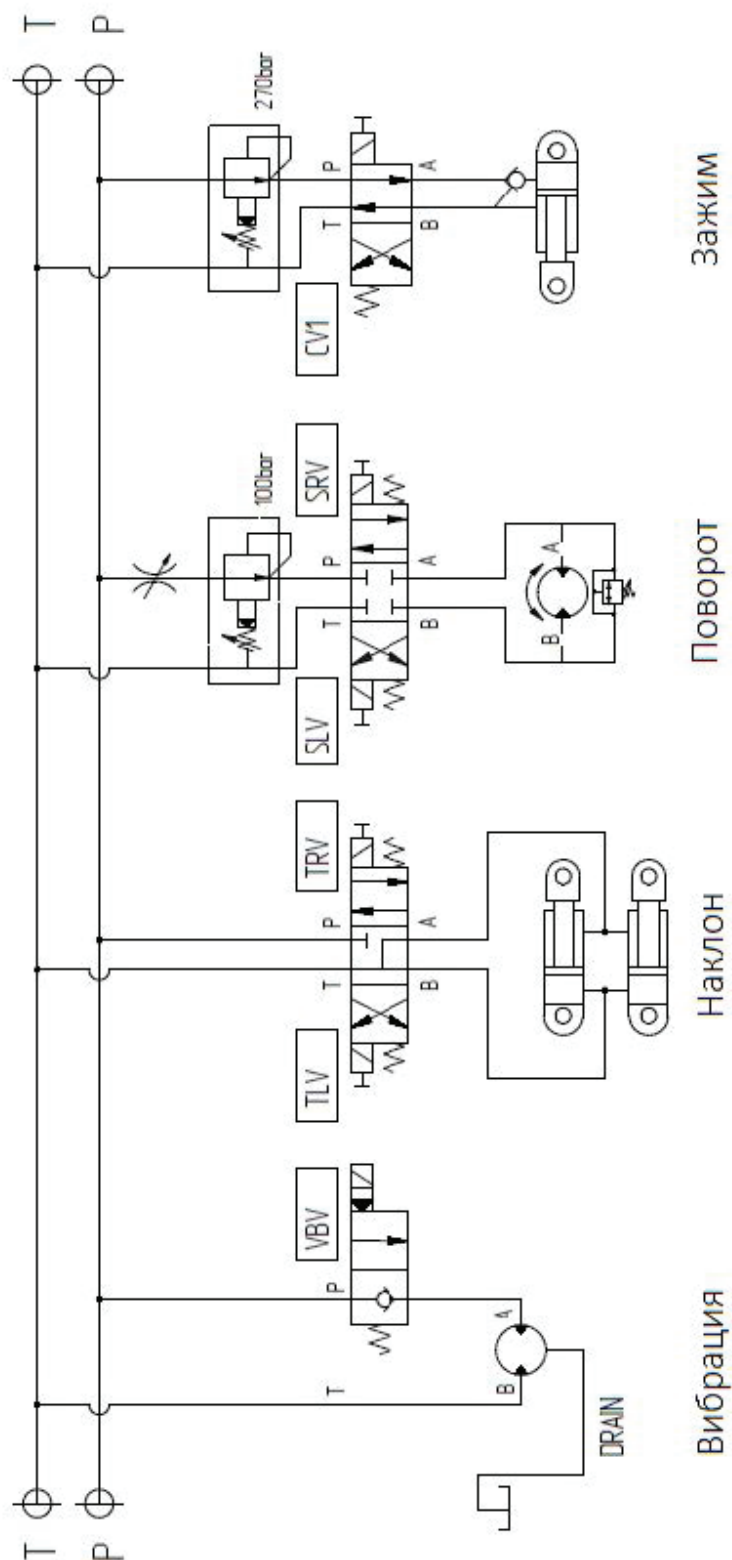 T T
P P
100bar 270bar
VBV TLV TRV SLV SRV CV1
T P T P T P T P
B A B A B A
B A
B A
DRAIN
Вибрация Наклон Поворот Зажим